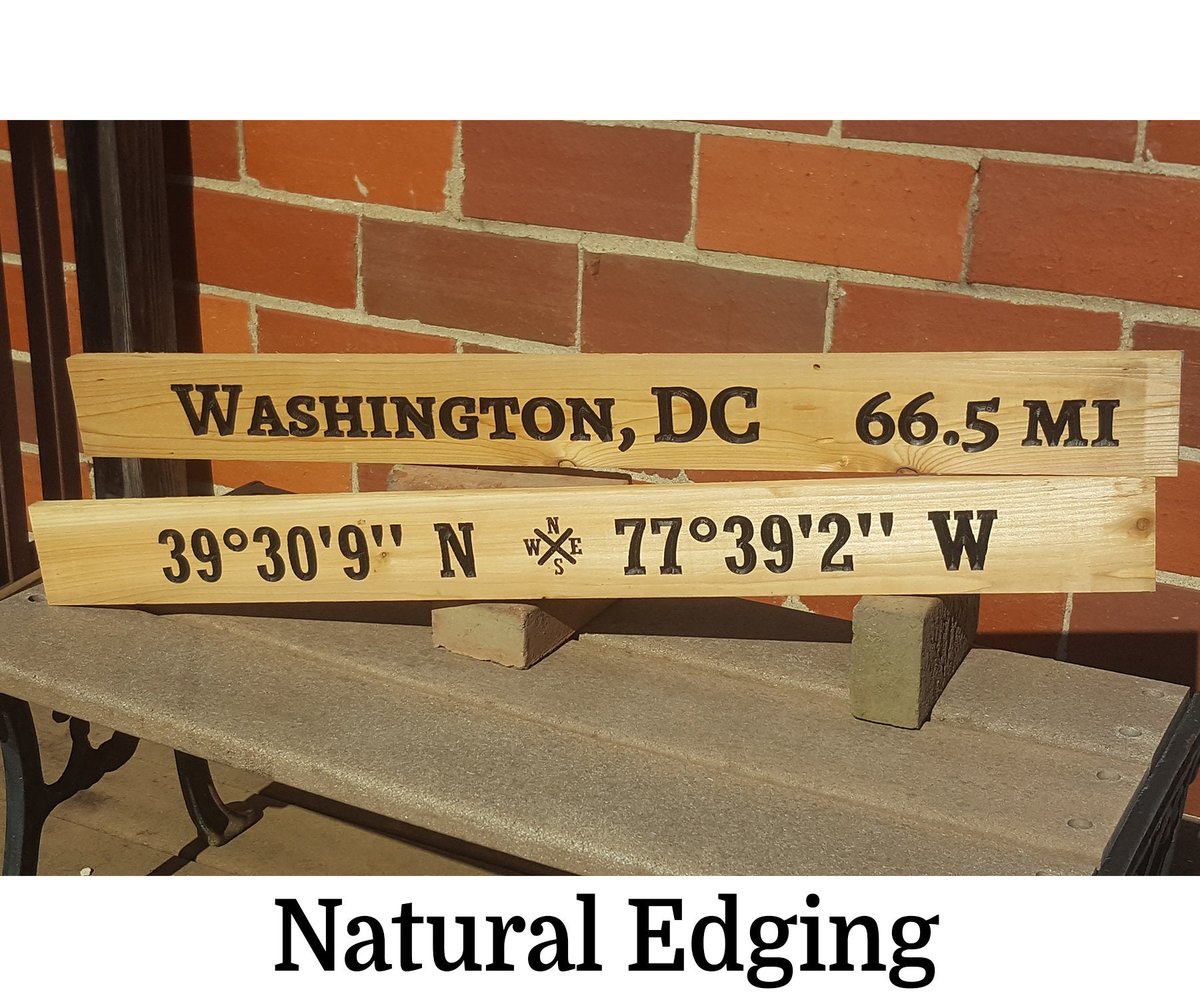 Washington, DC 66.5 MI
39°30'9'' N N W E S 77°39'2'' W
Natural Edging